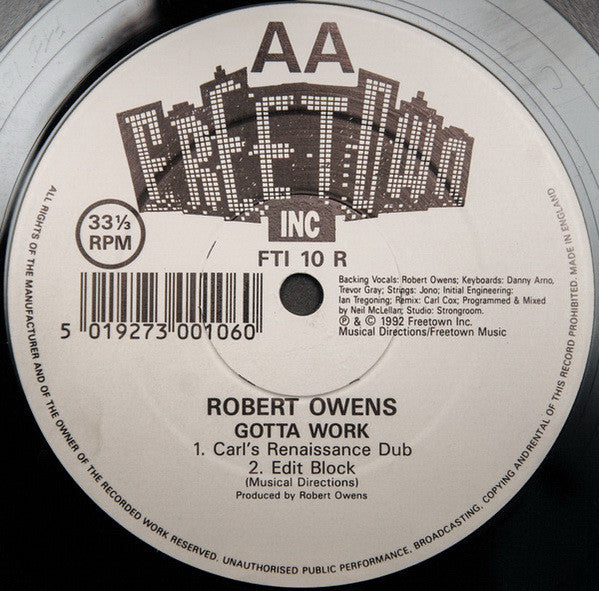 AA
FREETOWN
INC
33⅓
RPM
FTI 10 R
5 019273 001060
Backing Vocals: Robert Owens; Keyboards: Danny Arno,
Trevor Gray; Strings: Jono; Initial Engineering:
Ian Tregoning; Remix: Carl Cox; Programmed & Mixed
by Neil McLellan; Studio: Strongroom.
℗ & © 1992 Freetown Inc.
Musical Directions/Freetown Music
ROBERT OWENS
GOTTA WORK
1. Carl's Renaissance Dub
2. Edit Block
(Musical Directions)
Produced by Robert Owens
ALL RIGHTS OF THE MANUFACTURER AND OF THE OWNER OF THE RECORDED WORK RESERVED. UNAUTHORISED PUBLIC PERFORMANCE, BROADCASTING, COPYING AND RENTAL OF THIS RECORD PROHIBITED. MADE IN ENGLAND